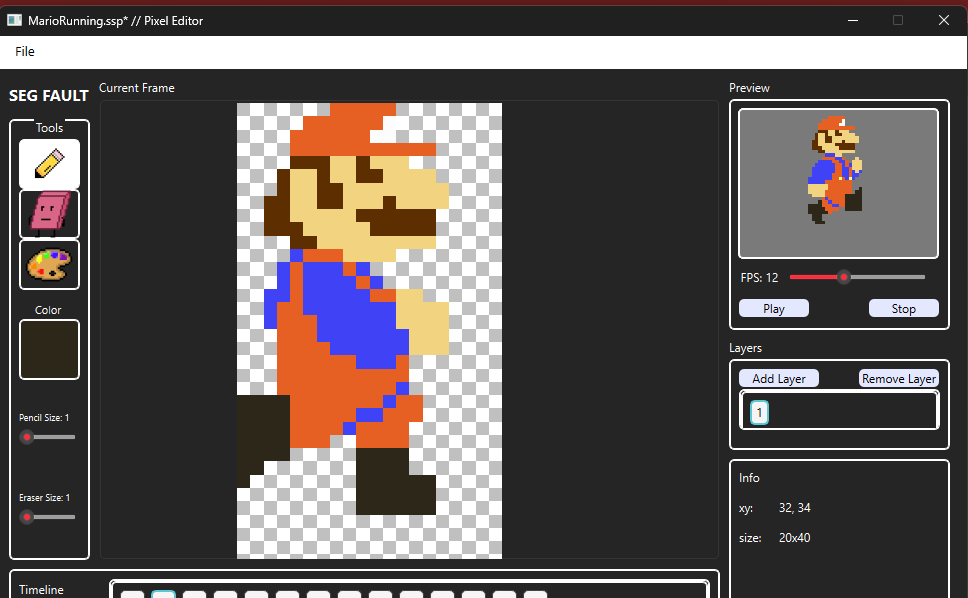 MarioRunning.ssp* // Pixel Editor
File
SEG FAULT
Current Frame
Preview
Tools
FPS: 12
Play
Stop
Color
Layers
Add Layer
Remove Layer
1
Pencil Size: 1
Info
Eraser Size: 1
xy: 32, 34
size: 20x40
Timeline